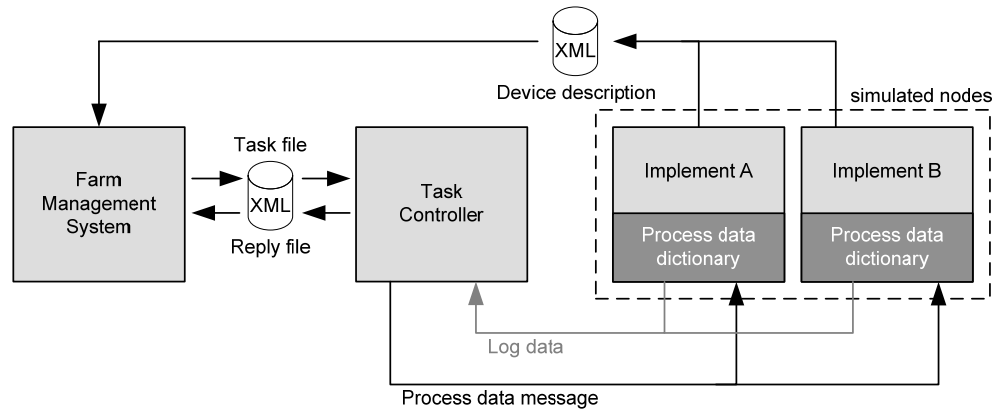 XML
Device description
simulated nodes
Farm
Management
System
Task file
XML
Reply file
Task
Controller
Implement A
Process data
dictionary
Implement B
Process data
dictionary
Log data
Process data message